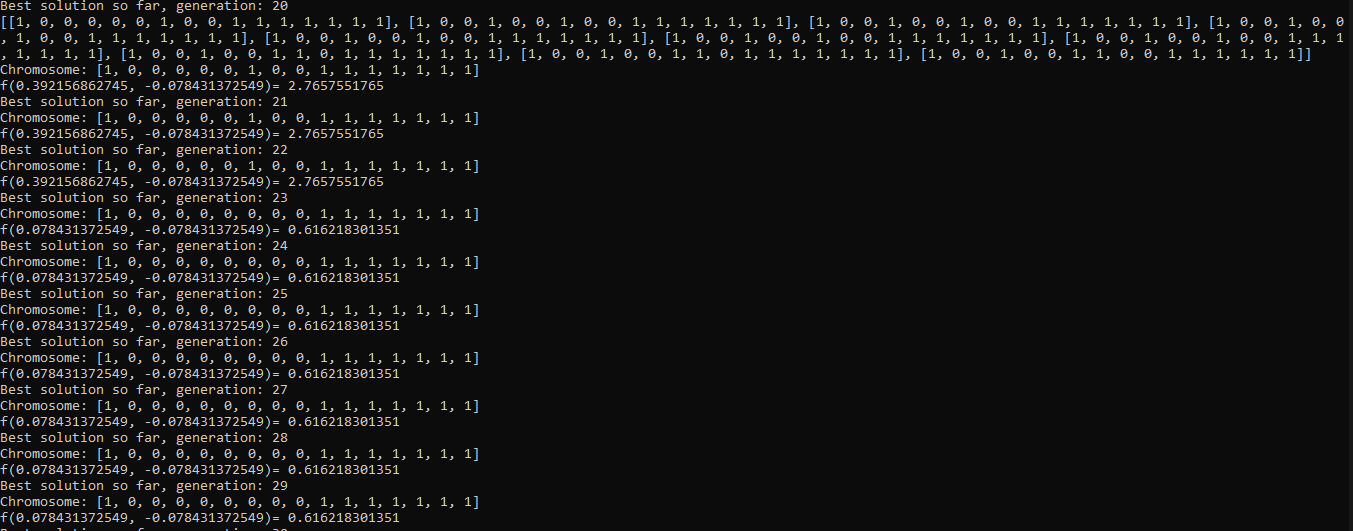 Best solution so far, generation: 20
[[1, 0, 0, 0, 0, 0, 1, 0, 0, 1, 1, 1, 1, 1, 1, 1], [1, 0, 0, 1, 0, 0, 1, 0, 0, 1, 1, 1, 1, 1, 1, 1], [1, 0, 0, 1, 0, 0, 1, 0, 0, 1, 1, 1, 1, 1, 1, 1], [1, 0, 0, 1, 0, 0
, 1, 0, 0, 1, 1, 1, 1, 1, 1, 1], [1, 0, 0, 1, 0, 0, 1, 0, 0, 1, 1, 1, 1, 1, 1, 1], [1, 0, 0, 1, 0, 0, 1, 0, 0, 1, 1, 1, 1, 1, 1, 1], [1, 0, 0, 1, 0, 0, 1, 0, 0, 1, 1, 1
, 1, 1, 1, 1], [1, 0, 0, 1, 0, 0, 1, 1, 0, 1, 1, 1, 1, 1, 1, 1], [1, 0, 0, 1, 0, 0, 1, 1, 0, 1, 1, 1, 1, 1, 1, 1], [1, 0, 0, 1, 0, 0, 1, 1, 0, 0, 1, 1, 1, 1, 1, 1]]
Chromosome: [1, 0, 0, 0, 0, 0, 1, 0, 0, 1, 1, 1, 1, 1, 1, 1]
f(0.392156862745, -0.078431372549)= 2.7657551765
Best solution so far, generation: 21
Chromosome: [1, 0, 0, 0, 0, 0, 1, 0, 0, 1, 1, 1, 1, 1, 1, 1]
f(0.392156862745, -0.078431372549)= 2.7657551765
Best solution so far, generation: 22
Chromosome: [1, 0, 0, 0, 0, 0, 1, 0, 0, 1, 1, 1, 1, 1, 1, 1]
f(0.392156862745, -0.078431372549)= 2.7657551765
Best solution so far, generation: 23
Chromosome: [1, 0, 0, 0, 0, 0, 0, 0, 0, 1, 1, 1, 1, 1, 1, 1]
f(0.078431372549, -0.078431372549)= 0.616218301351
Best solution so far, generation: 24
Chromosome: [1, 0, 0, 0, 0, 0, 0, 0, 0, 1, 1, 1, 1, 1, 1, 1]
f(0.078431372549, -0.078431372549)= 0.616218301351
Best solution so far, generation: 25
Chromosome: [1, 0, 0, 0, 0, 0, 0, 0, 0, 1, 1, 1, 1, 1, 1, 1]
f(0.078431372549, -0.078431372549)= 0.616218301351
Best solution so far, generation: 26
Chromosome: [1, 0, 0, 0, 0, 0, 0, 0, 0, 1, 1, 1, 1, 1, 1, 1]
f(0.078431372549, -0.078431372549)= 0.616218301351
Best solution so far, generation: 27
Chromosome: [1, 0, 0, 0, 0, 0, 0, 0, 0, 1, 1, 1, 1, 1, 1, 1]
f(0.078431372549, -0.078431372549)= 0.616218301351
Best solution so far, generation: 28
Chromosome: [1, 0, 0, 0, 0, 0, 0, 0, 0, 1, 1, 1, 1, 1, 1, 1]
f(0.078431372549, -0.078431372549)= 0.616218301351
Best solution so far, generation: 29
Chromosome: [1, 0, 0, 0, 0, 0, 0, 0, 0, 1, 1, 1, 1, 1, 1, 1]
f(0.078431372549, -0.078431372549)= 0.616218301351